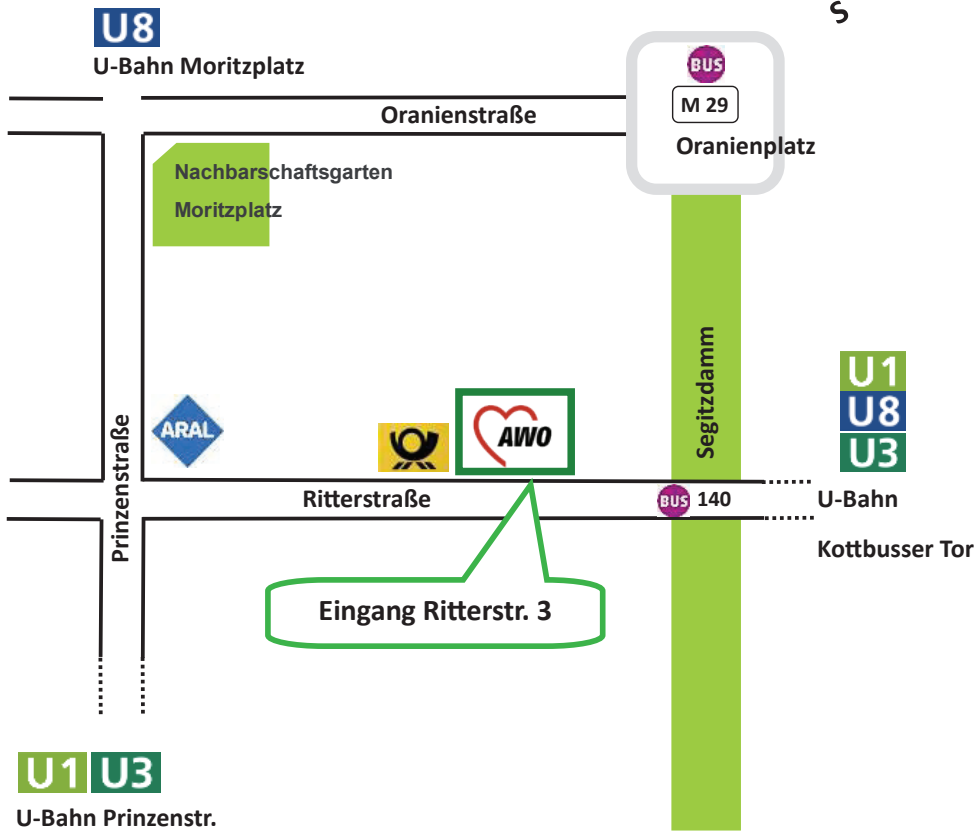 S
U8
U-Bahn Moritzplatz
BUS
M 29
Oranienstraße
Oranienplatz
Nachbarschaftsgarten
Moritzplatz
Segitzdamm
U1
U8
U3
Prinzenstraße
ARAL
AWO
Ritterstraße
BUS 140
U-Bahn
Kottbusser Tor
Eingang Ritterstr. 3
U1 U3
U-Bahn Prinzenstr.